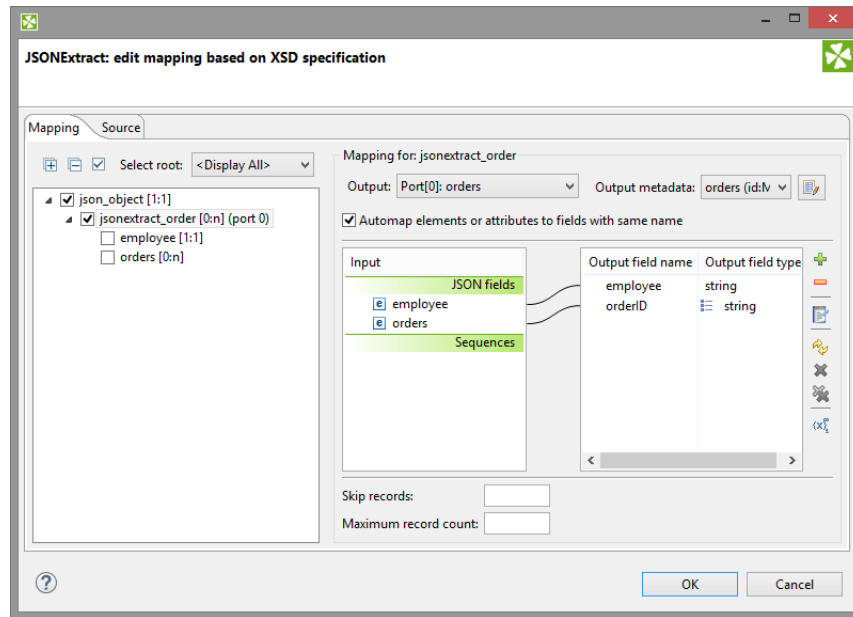 JSONExtract: edit mapping based on XSD specification
Mapping
Source
Select root:
<Display All>
json_object [1:1]
jsonextract_order [0:n] (port 0)
employee [1:1]
orders [0:n]
Mapping for: jsonextract_order
Output:
Port[0]: orders
Output metadata:
orders (id:M
Automap elements or attributes to fields with same name
Input
JSON fields
employee
orders
Sequences
Output field name
Output field type
employee
string
orderID
string
Skip records:
Maximum record count:
OK
Cancel